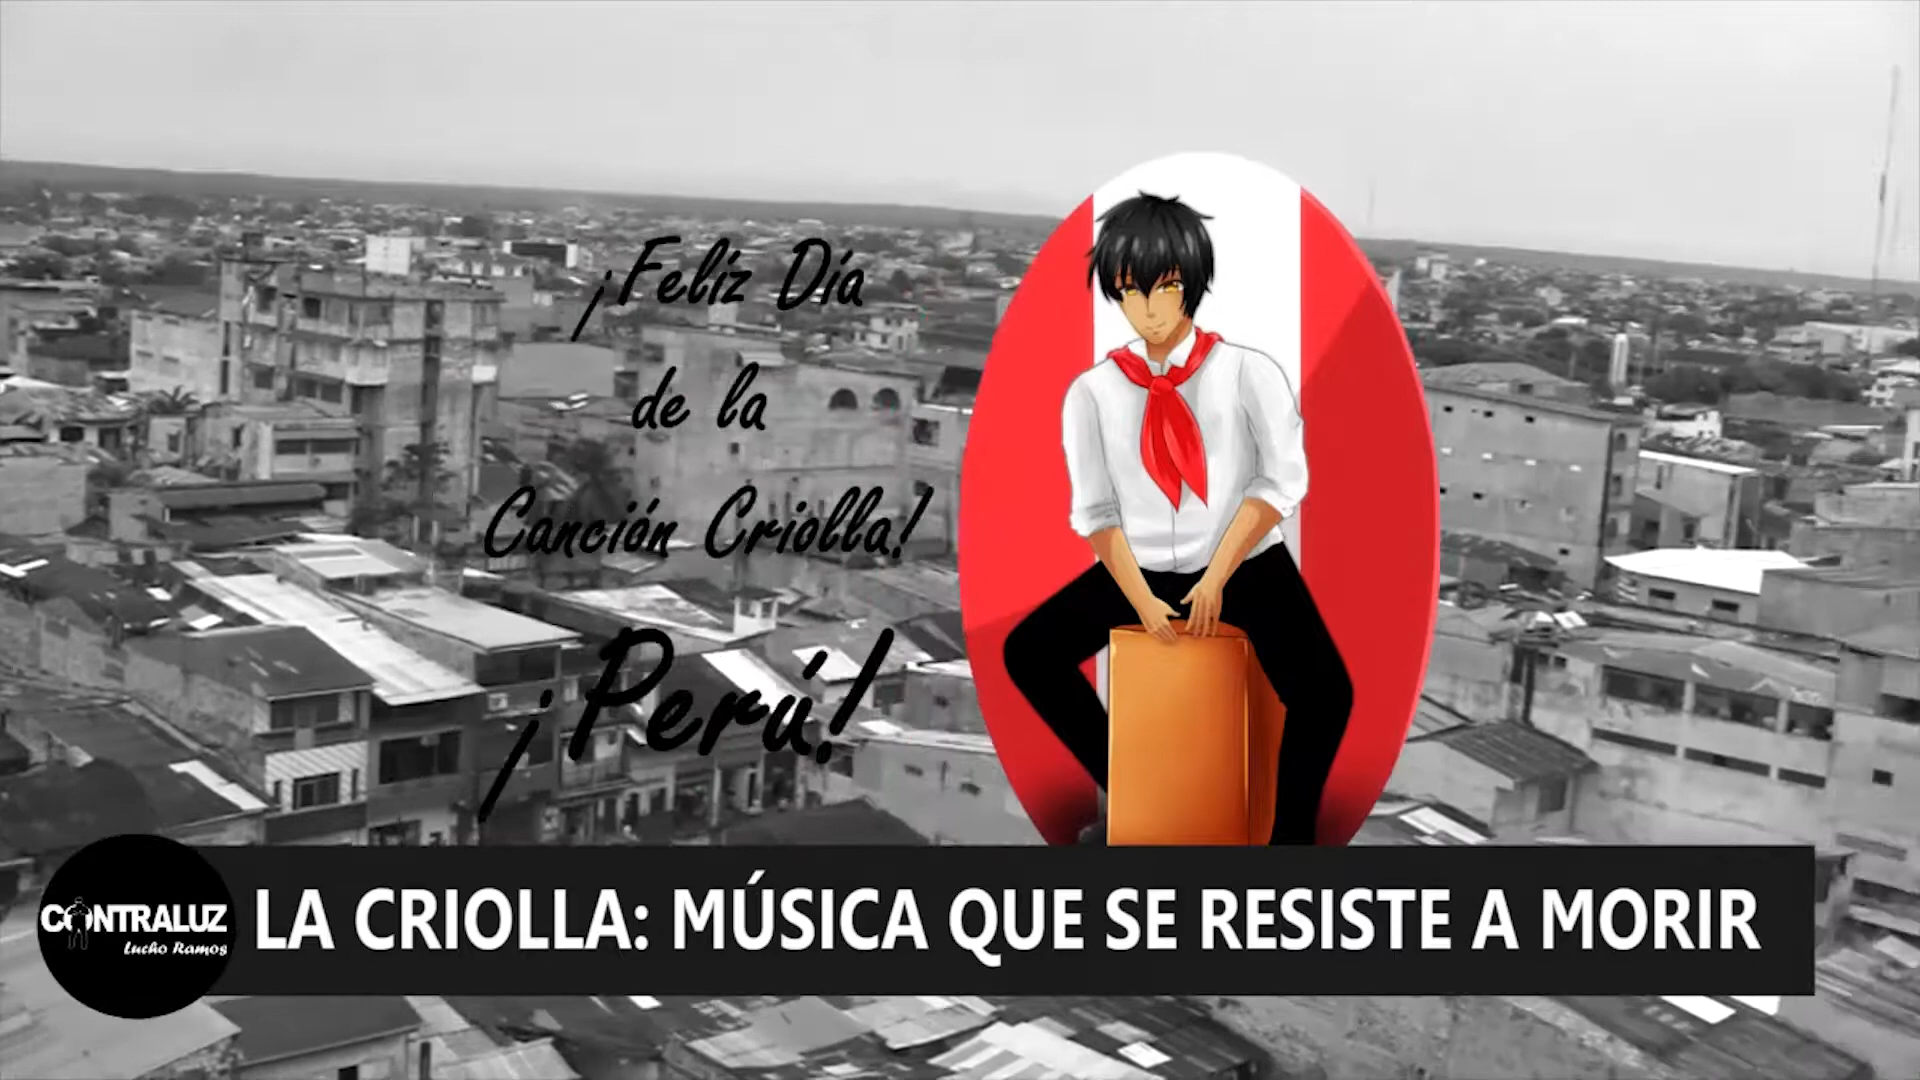 ¡Feliz Día
de la
Canción Criolla!
¡Perú!
CONTRALUZ
Lucho Ramos
LA CRIOLLA: MÚSICA QUE SE RESISTE A MORIR